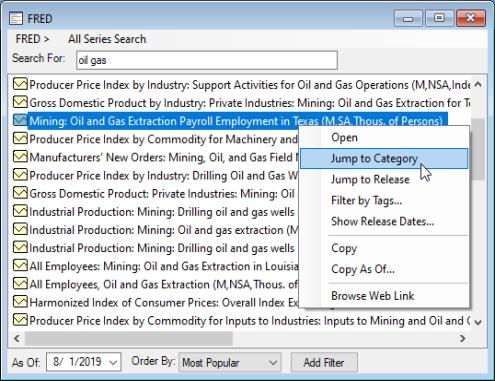 FRED
FRED > All Series Search
Search For: oil gas
Producer Price Index by Industry: Support Activities for Oil and Gas Operations (M,NSA,Inde
Gross Domestic Product by Industry: Private Industries: Mining: Oil and Gas Extraction for Te
Mining: Oil and Gas Extraction Payroll Employment in Texas (M,SA,Thous. of Persons)
Producer Price Index by Commodity for Machinery and
Manufacturers' New Orders: Mining, Oil, and Gas Field M
Producer Price Index by Industry: Drilling Oil and Gas W
Gross Domestic Product: Private Industries: Mining: Oil a
Industrial Production: Mining: Drilling oil and gas wells
Industrial Production: Mining: Oil and gas extraction (M
Industrial Production: Mining: Drilling oil and gas wells
All Employees: Mining: Oil and Gas Extraction in Louisia
All Employees, Oil and Gas Extraction (M,NSA,Thous. of
Harmonized Index of Consumer Prices: Overall Index Ex
Producer Price Index by Commodity for Inputs to Industries: Inputs to Mining, Oil and Gas
Open
Jump to Category
Jump to Release
Filter by Tags...
Show Release Dates...
Copy
Copy As Of...
Browse Web Link
As Of: 8/ 1/2019 Order By: Most Popular Add Filter